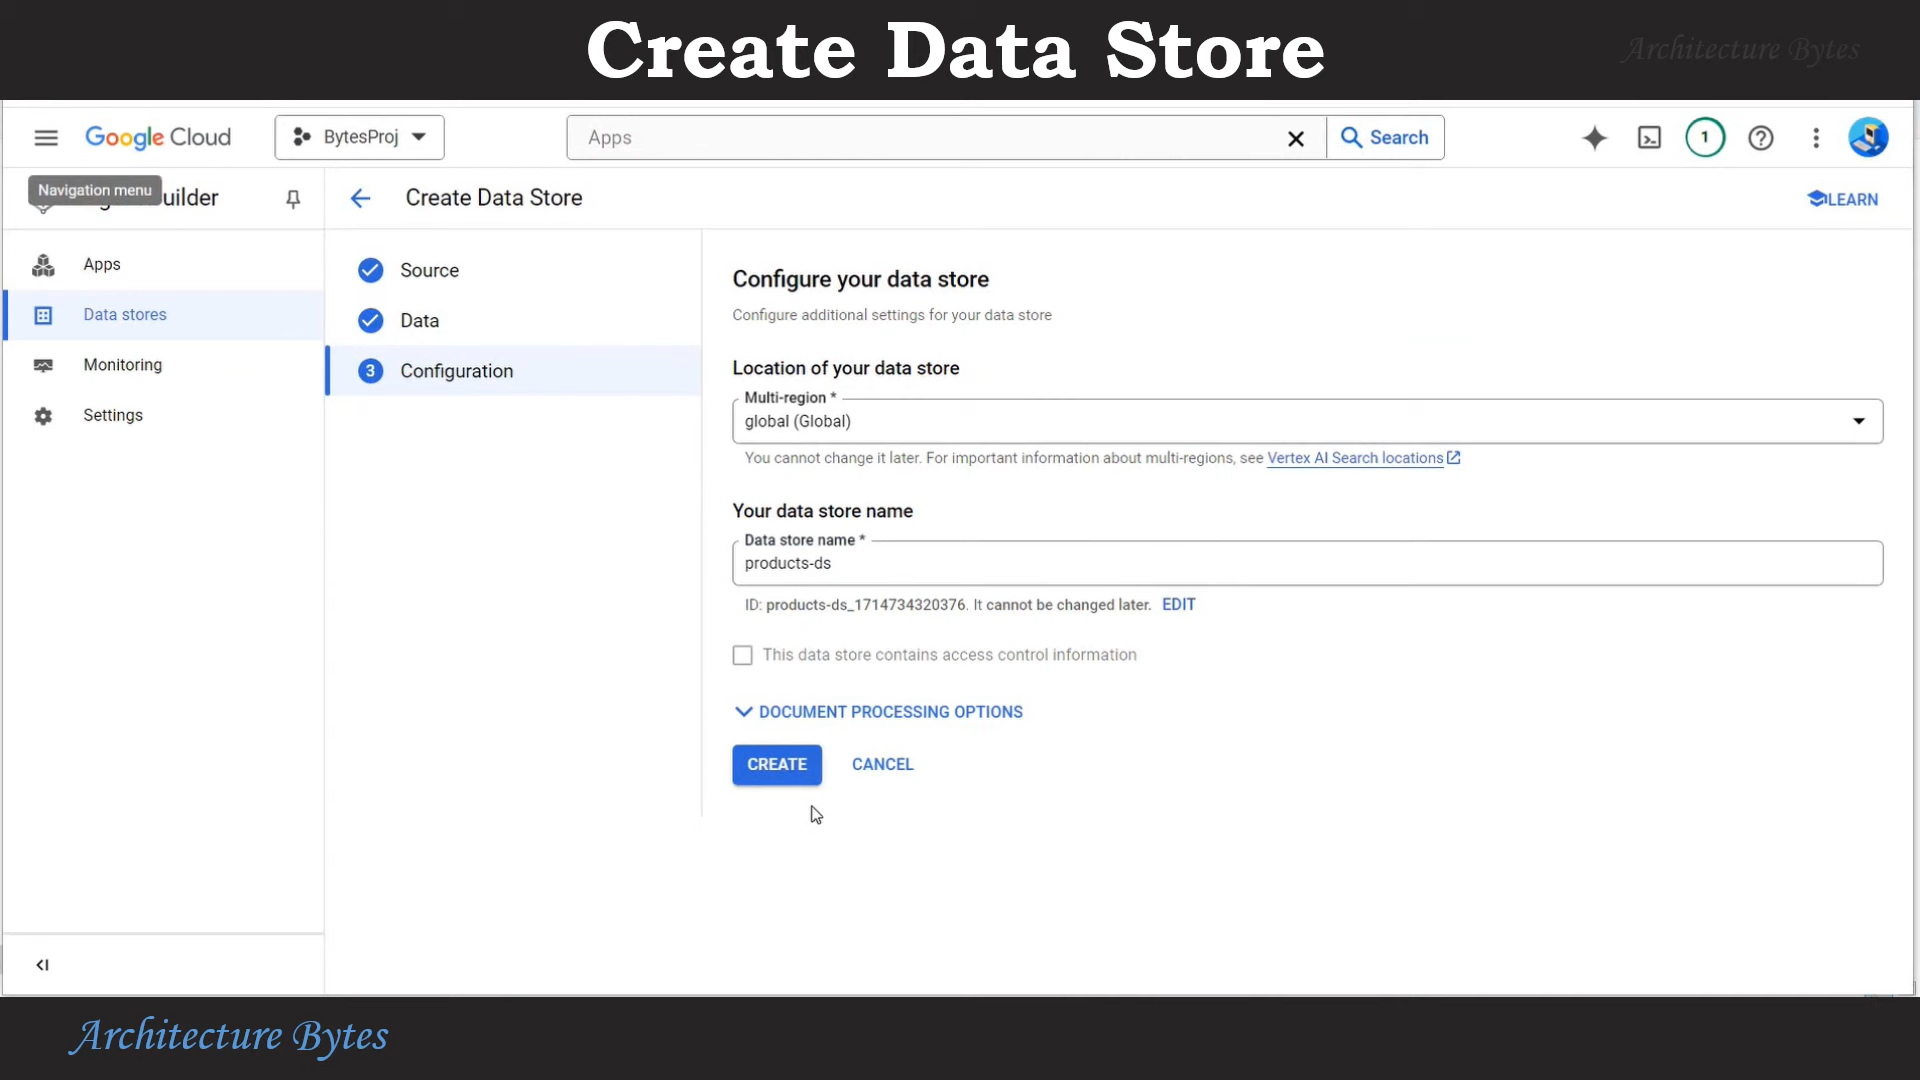 Create Data Store
Architecture Bytes
Google Cloud
BytesProj
Apps
Search
1
Navigation menu
uilder
Create Data Store
LEARN
Apps
Data stores
Monitoring
Settings
Source
Data
3 Configuration
Configure your data store
Configure additional settings for your data store
Location of your data store
Multi-region *
global (Global)
You cannot change it later. For important information about multi-regions, see Vertex AI Search locations
Your data store name
Data store name *
products-ds
ID: products-ds_1714734320376. It cannot be changed later. EDIT
This data store contains access control information
DOCUMENT PROCESSING OPTIONS
CREATE
CANCEL
Architecture Bytes